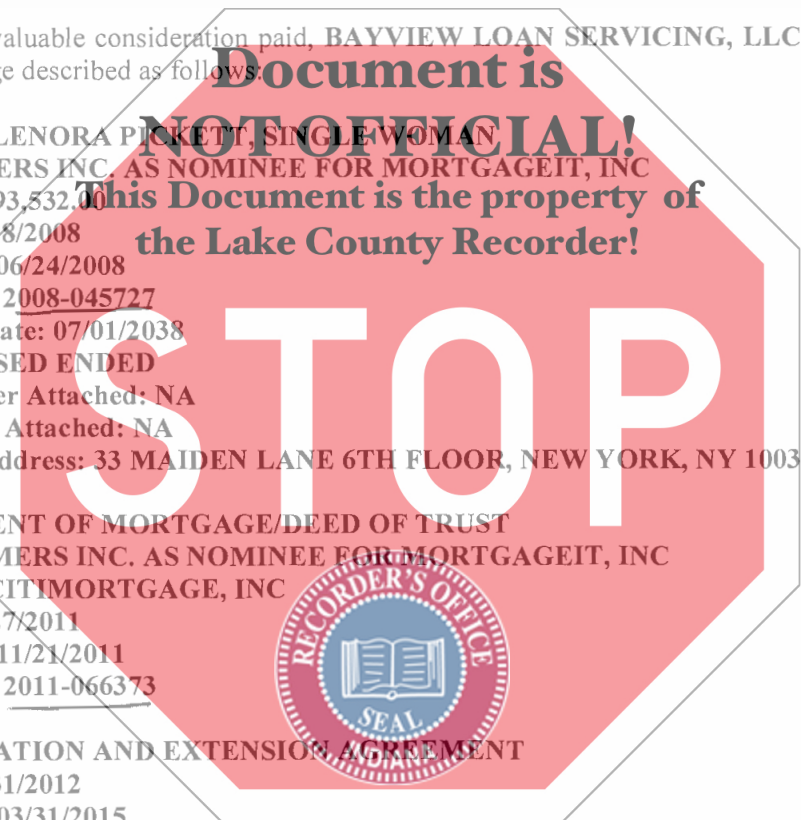 valuable consideration paid, BAYVIEW LOAN SERVICING, LLC
ge described as follows:
Document is
NOT OFFICIAL!
This Document is the property of
the Lake County Recorder!
LENORA PICKETT, SINGLE WOMAN
ERS INC. AS NOMINEE FOR MORTGAGEIT, INC
93,532.00
8/2008
06/24/2008
2008-045727
ate: 07/01/2038
SED ENDED
er Attached: NA
Attached: NA
ddress: 33 MAIDEN LANE 6TH FLOOR, NEW YORK, NY 1003
STOP
ENT OF MORTGAGE/DEED OF TRUST
MERS INC. AS NOMINEE FOR MORTGAGEIT, INC
CITIMORTGAGE, INC
7/2011
11/21/2011
2011-066373
RECORDER'S OFFICE
SEAL
INDIANA
ATION AND EXTENSION AGREEMENT
1/2012
03/31/2015